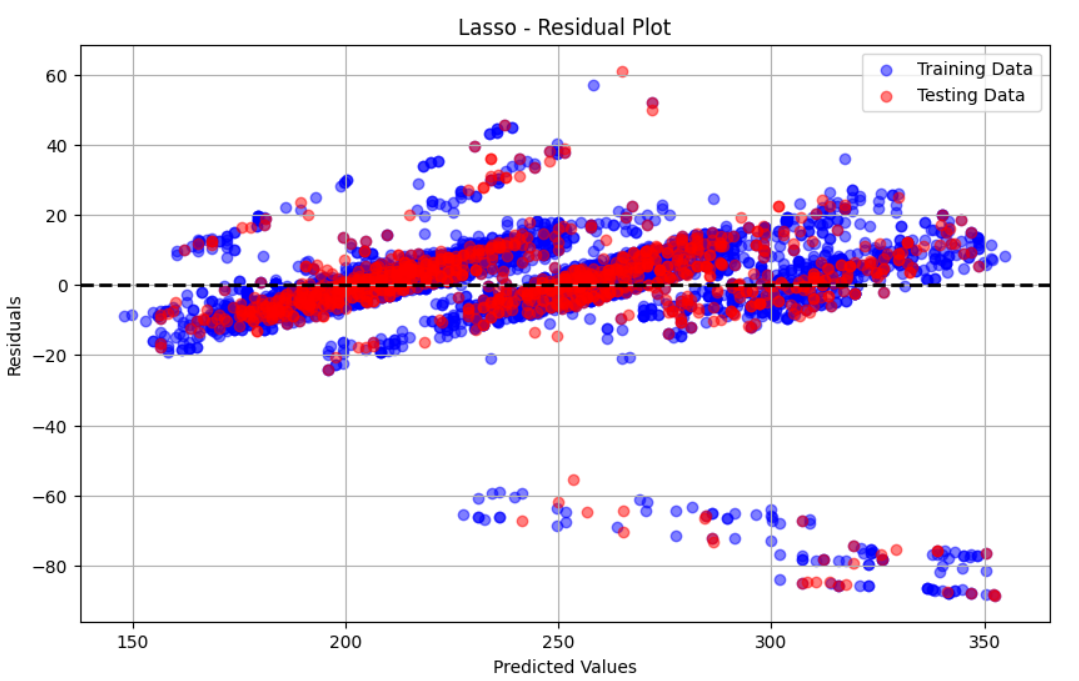 Lasso - Residual Plot
Training Data
Testing Data
60
40
20
0
−20
−40
−60
−80
Residuals
150
200
250
300
350
Predicted Values